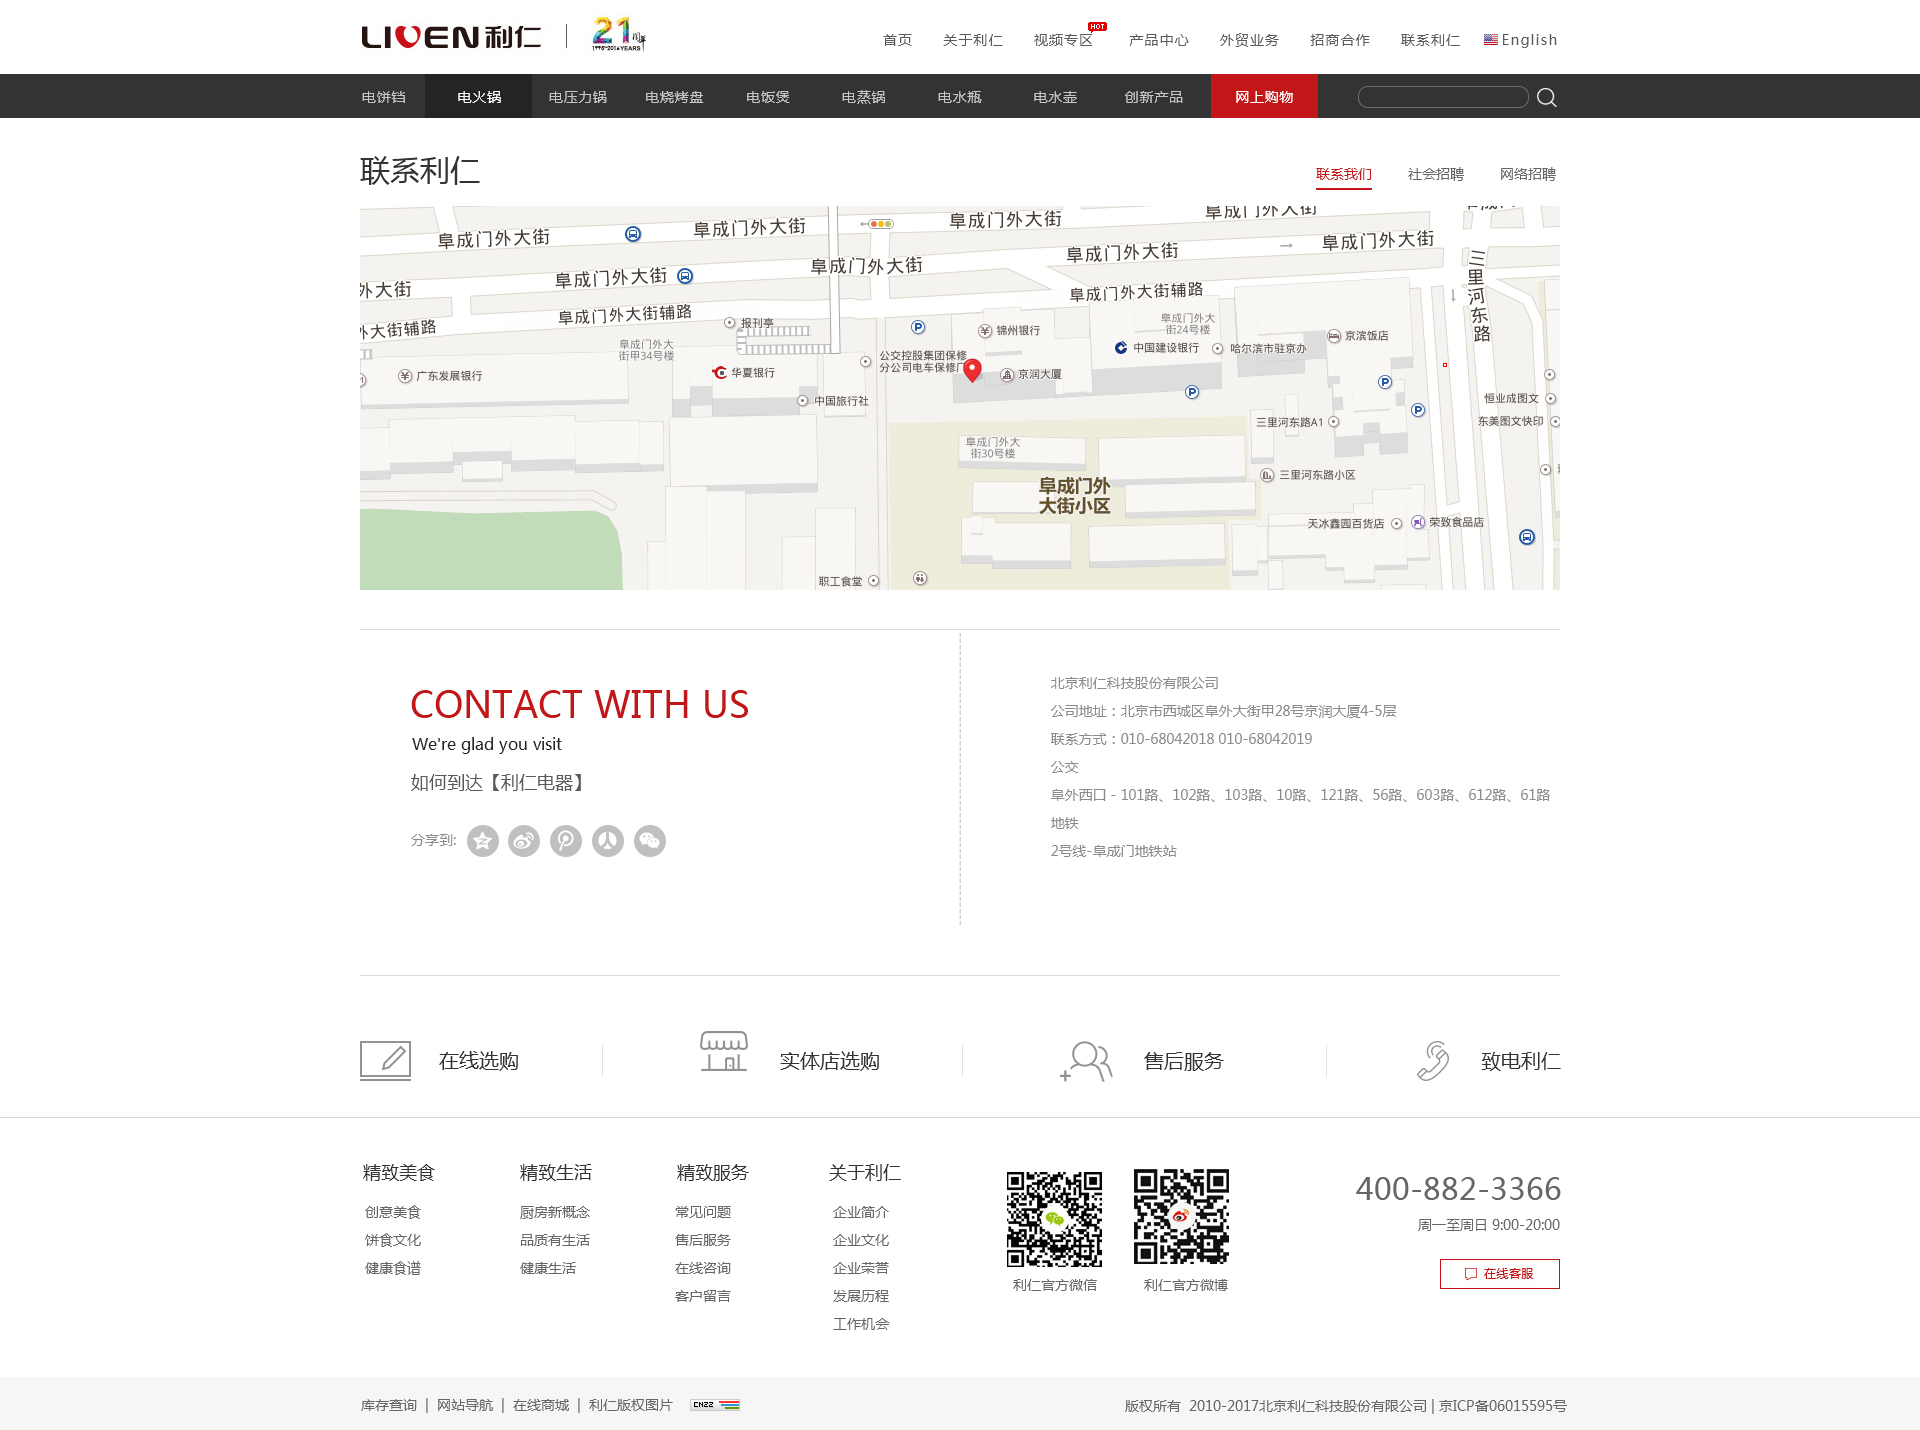 LIVEN利仁
21周年
1995-2016 YEARS
首页 关于利仁 视频专区 HOT 产品中心 外贸业务 招商合作 联系利仁 English
电饼铛 电火锅 电压力锅 电烧烤盘 电饭煲 电蒸锅 电水瓶 电水壶 创新产品 网上购物
联系利仁
联系我们 社会招聘 网络招聘
阜成门外大街 阜成门外大街 阜成门外大街 阜成门外大街
外大街 阜成门外大街 阜成门外大街 阜成门外大街 阜成门外大街
外大街辅路 阜成门外大街辅路 阜成门外大街辅路
三里河东路
报刊亭
锦州银行
阜成门外大
街24号楼
京滨饭店
阜成门外大
街甲34号楼
公交控股集团保修
分公司电车保修厂
中国建设银行
哈尔滨市驻京办
广东发展银行
华夏银行
京润大厦
中国旅行社
恒业成图文
三里河东路A1
东美图文快印
阜成门外大
街30号楼
三里河东路小区
阜成门外
大街小区
天冰鑫园百货店
荣致食品店
职工食堂
CONTACT WITH US
We're glad you visit
如何到达【利仁电器】
分享到:
北京利仁科技股份有限公司
公司地址：北京市西城区阜外大街甲28号京润大厦4-5层
联系方式：010-68042018 010-68042019
公交
阜外西口 - 101路、102路、103路、10路、121路、56路、603路、612路、61路
地铁
2号线-阜成门地铁站
在线选购 实体店选购 售后服务 致电利仁
精致美食
创意美食
饼食文化
健康食谱
精致生活
厨房新概念
品质有生活
健康生活
精致服务
常见问题
售后服务
在线咨询
客户留言
关于利仁
企业简介
企业文化
企业荣誉
发展历程
工作机会
利仁官方微信
利仁官方微博
400-882-3366
周一至周日 9:00-20:00
在线客服
库存查询 | 网站导航 | 在线商城 | 利仁版权图片 CNZZ
版权所有 2010-2017北京利仁科技股份有限公司 | 京ICP备06015595号